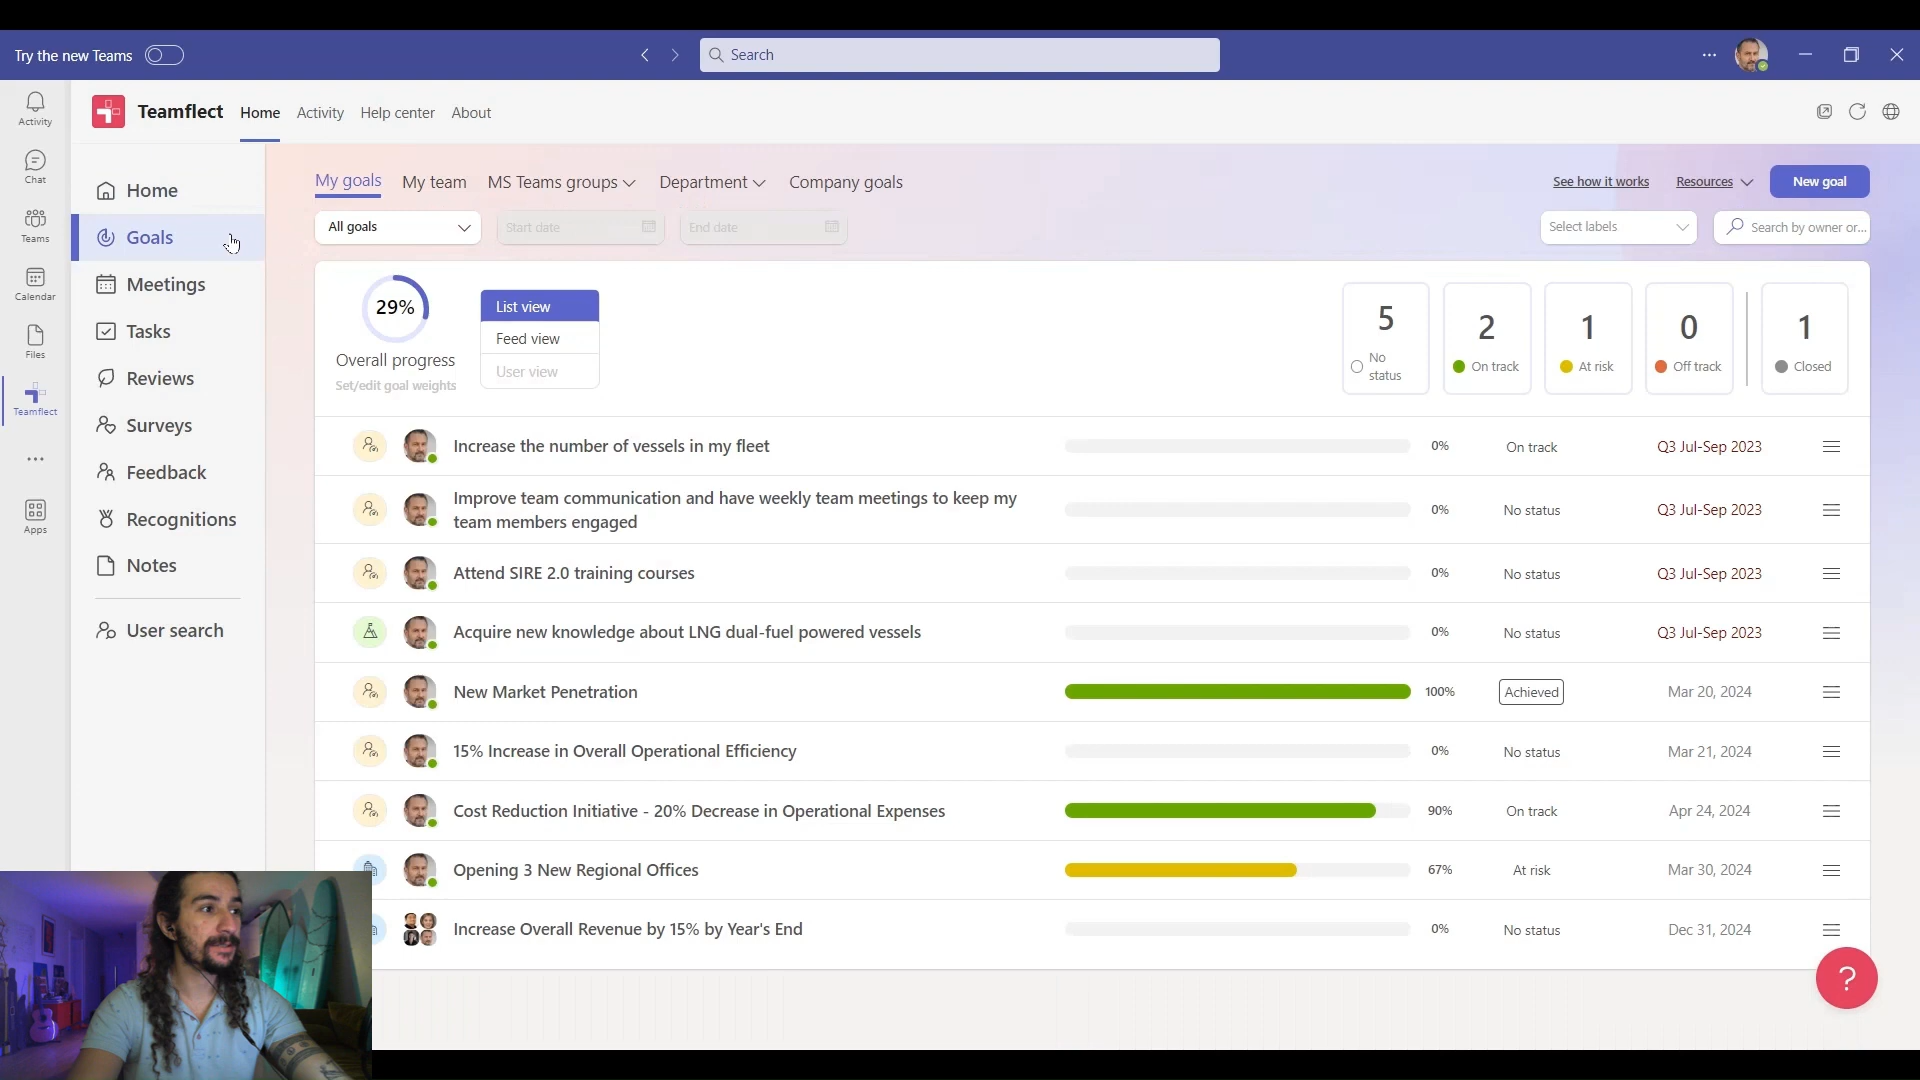 Try the new Teams
Search
Activity
Chat
Teams
Calendar
Files
Teamflect
Apps
Teamflect
Home
Activity
Help center
About
Home
Goals
Meetings
Tasks
Reviews
Surveys
Feedback
Recognitions
Notes
User search
My goals
My team
MS Teams groups
Department
Company goals
See how it works
Resources
New goal
All goals
Start date
End date
Select labels
Search by owner or...
29%
Overall progress
Set/edit goal weights
List view
Feed view
User view
5
No
status
2
On track
1
At risk
0
Off track
1
Closed
Increase the number of vessels in my fleet
0%
On track
Q3 Jul-Sep 2023
Improve team communication and have weekly team meetings to keep my
team members engaged
0%
No status
Q3 Jul-Sep 2023
Attend SIRE 2.0 training courses
0%
No status
Q3 Jul-Sep 2023
Acquire new knowledge about LNG dual-fuel powered vessels
0%
No status
Q3 Jul-Sep 2023
New Market Penetration
100%
Achieved
Mar 20, 2024
15% Increase in Overall Operational Efficiency
0%
No status
Mar 21, 2024
Cost Reduction Initiative - 20% Decrease in Operational Expenses
90%
On track
Apr 24, 2024
Opening 3 New Regional Offices
67%
At risk
Mar 30, 2024
Increase Overall Revenue by 15% by Year's End
0%
No status
Dec 31, 2024
?